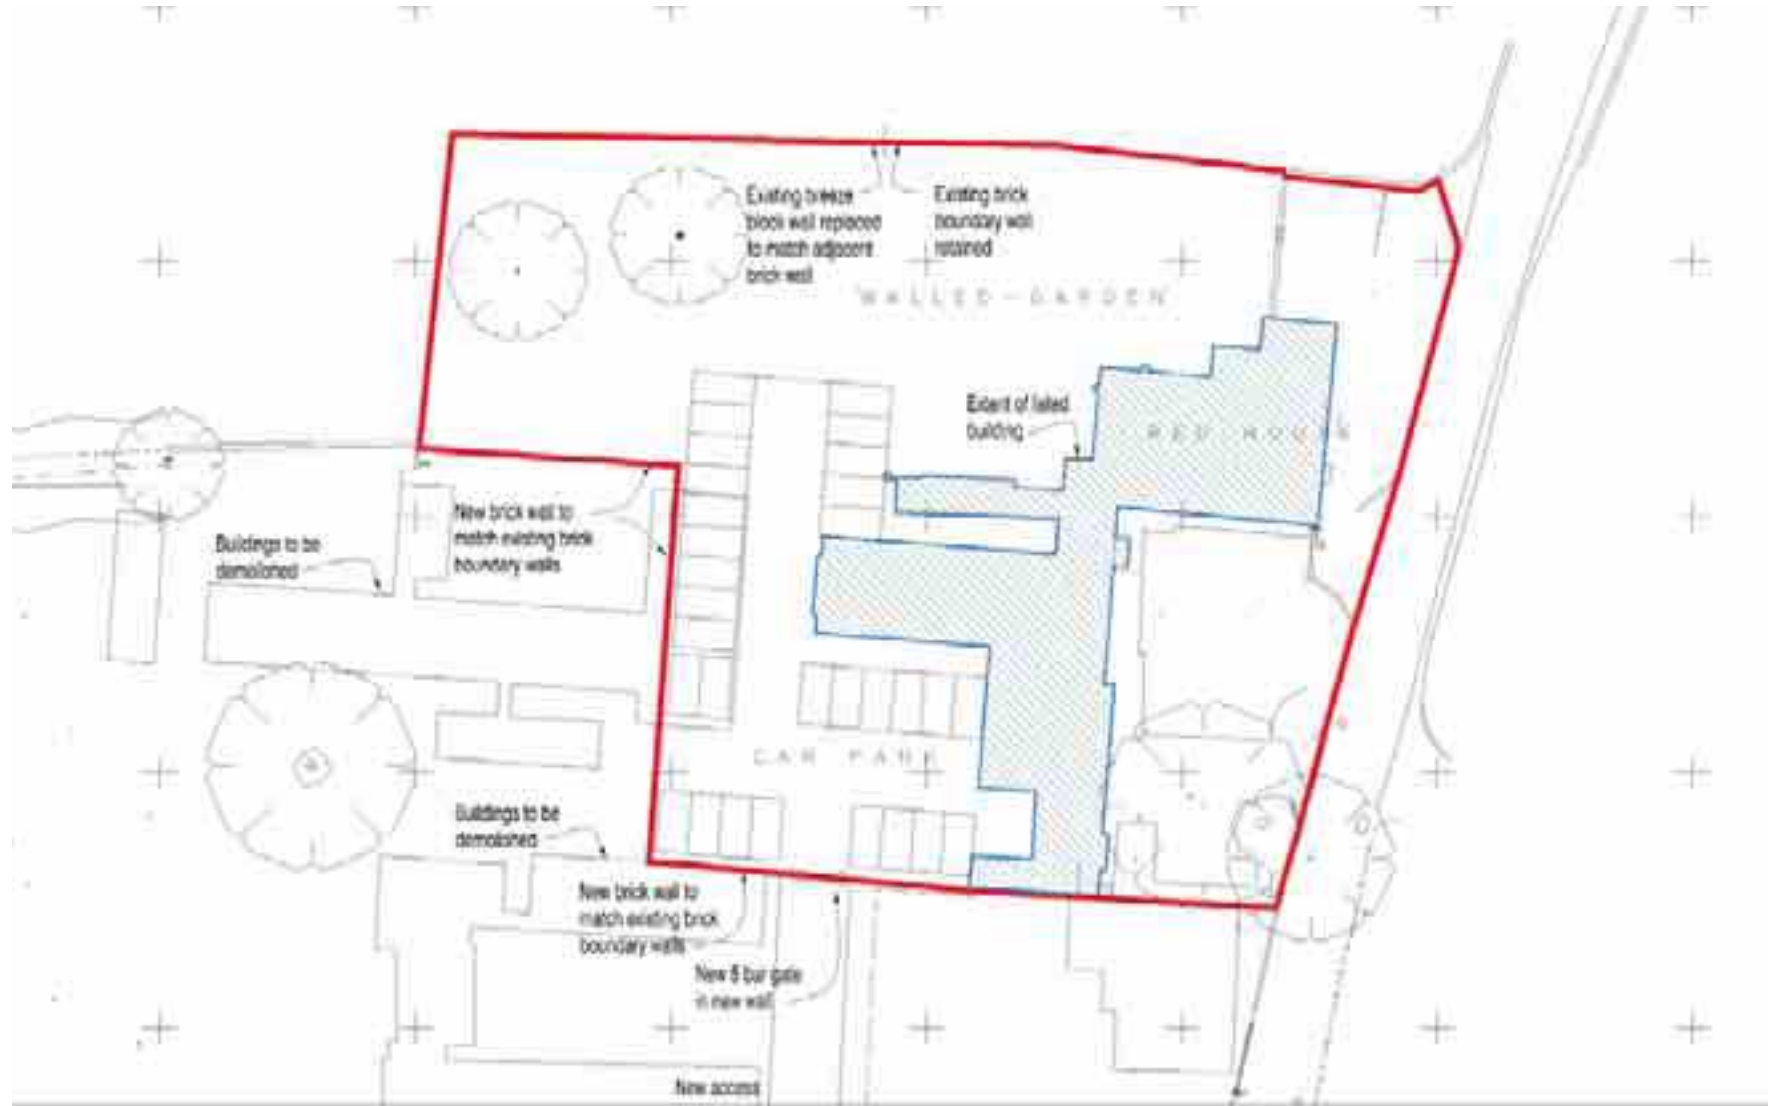 Existing breeze
block wall replaced
to match adjacent
brick wall
Existing brick
boundary wall
retained
WALLED-GARDEN
Extent of listed
building
RED HOUSE
New brick wall to
match existing brick
boundary walls
Buildings to be
demolished
CAR PARK
Buildings to be
demolished
New brick wall to
match existing brick
boundary walls
New 5 bar gate
in new wall
New access